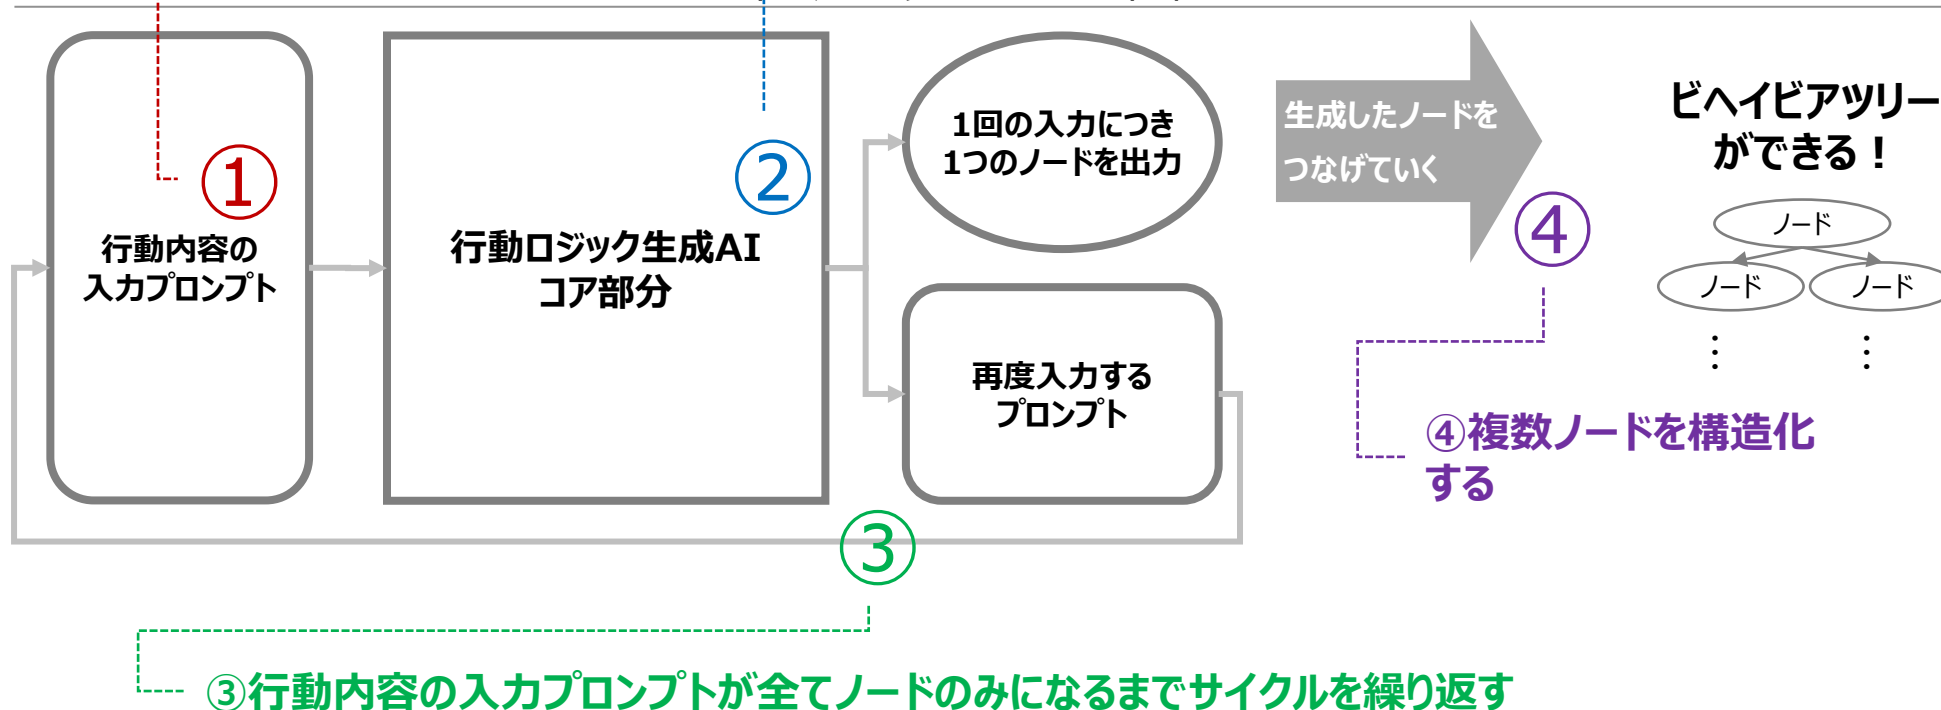 ①
行動内容の
入力プロンプト
②
行動ロジック生成AI
コア部分
1回の入力につき
1つのノードを出力
再度入力する
プロンプト
③
生成したノードを
つなげていく
④
ビヘイビアツリー
ができる！
ノード
ノード
ノード
⋮
⋮
④複数ノードを構造化
する
③行動内容の入力プロンプトが全てノードのみになるまでサイクルを繰り返す